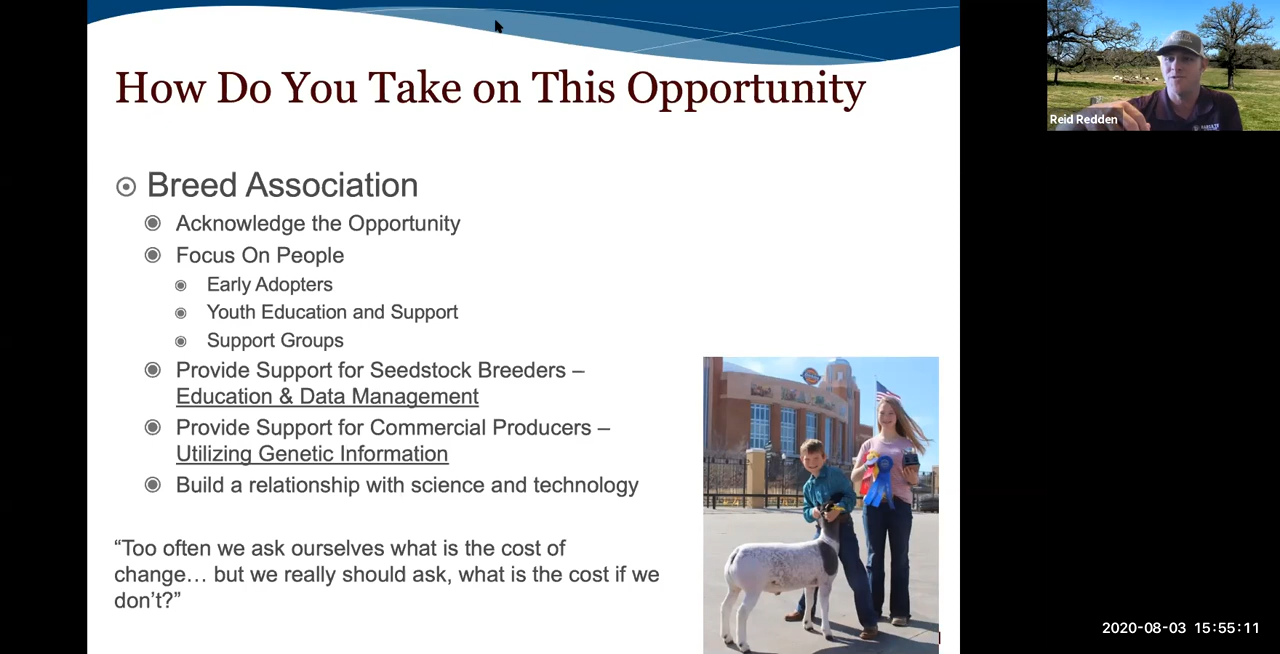 How Do You Take on This Opportunity
Reid Redden
Breed Association
Acknowledge the Opportunity
Focus On People
Early Adopters
Youth Education and Support
Support Groups
Provide Support for Seedstock Breeders –
Education & Data Management
Provide Support for Commercial Producers –
Utilizing Genetic Information
Build a relationship with science and technology
“Too often we ask ourselves what is the cost of
change… but we really should ask, what is the cost if we
don’t?”
2020-08-03 15:55:11